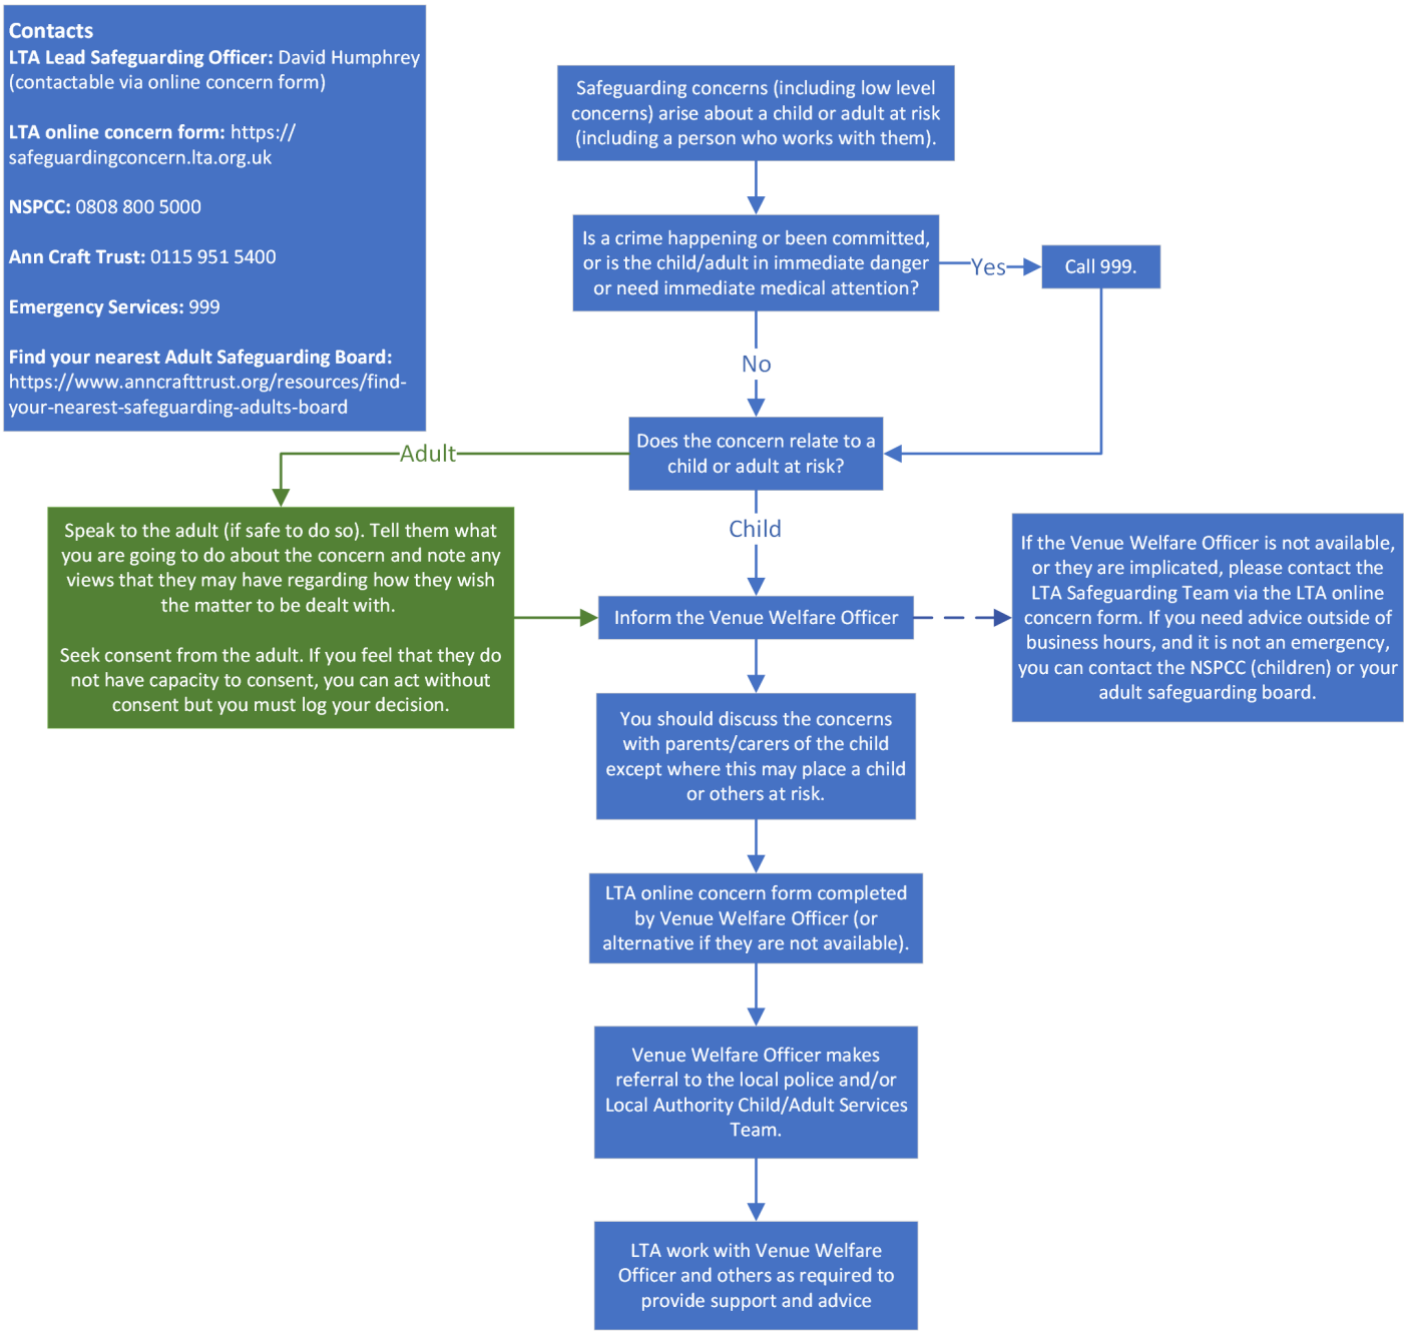 Contacts
LTA Lead Safeguarding Officer: David Humphrey
(contactable via online concern form)
LTA online concern form: https://
safeguardingconcern.lta.org.uk
NSPCC: 0808 800 5000
Ann Craft Trust: 0115 951 5400
Emergency Services: 999
Find your nearest Adult Safeguarding Board:
https://www.anncrafttrust.org/resources/find-
your-nearest-safeguarding-adults-board
Safeguarding concerns (including low level
concerns) arise about a child or adult at risk
(including a person who works with them).
Is a crime happening or been committed,
or is the child/adult in immediate danger
or need immediate medical attention?
Yes
Call 999.
No
Does the concern relate to a
child or adult at risk?
Adult
Speak to the adult (if safe to do so). Tell them what
you are going to do about the concern and note any
views that they may have regarding how they wish
the matter to be dealt with.
Seek consent from the adult. If you feel that they do
not have capacity to consent, you can act without
consent but you must log your decision.
Child
Inform the Venue Welfare Officer
If the Venue Welfare Officer is not available,
or they are implicated, please contact the
LTA Safeguarding Team via the LTA online
concern form. If you need advice outside of
business hours, and it is not an emergency,
you can contact the NSPCC (children) or your
adult safeguarding board.
You should discuss the concerns
with parents/carers of the child
except where this may place a child
or others at risk.
LTA online concern form completed
by Venue Welfare Officer (or
alternative if they are not available).
Venue Welfare Officer makes
referral to the local police and/or
Local Authority Child/Adult Services
Team.
LTA work with Venue Welfare
Officer and others as required to
provide support and advice